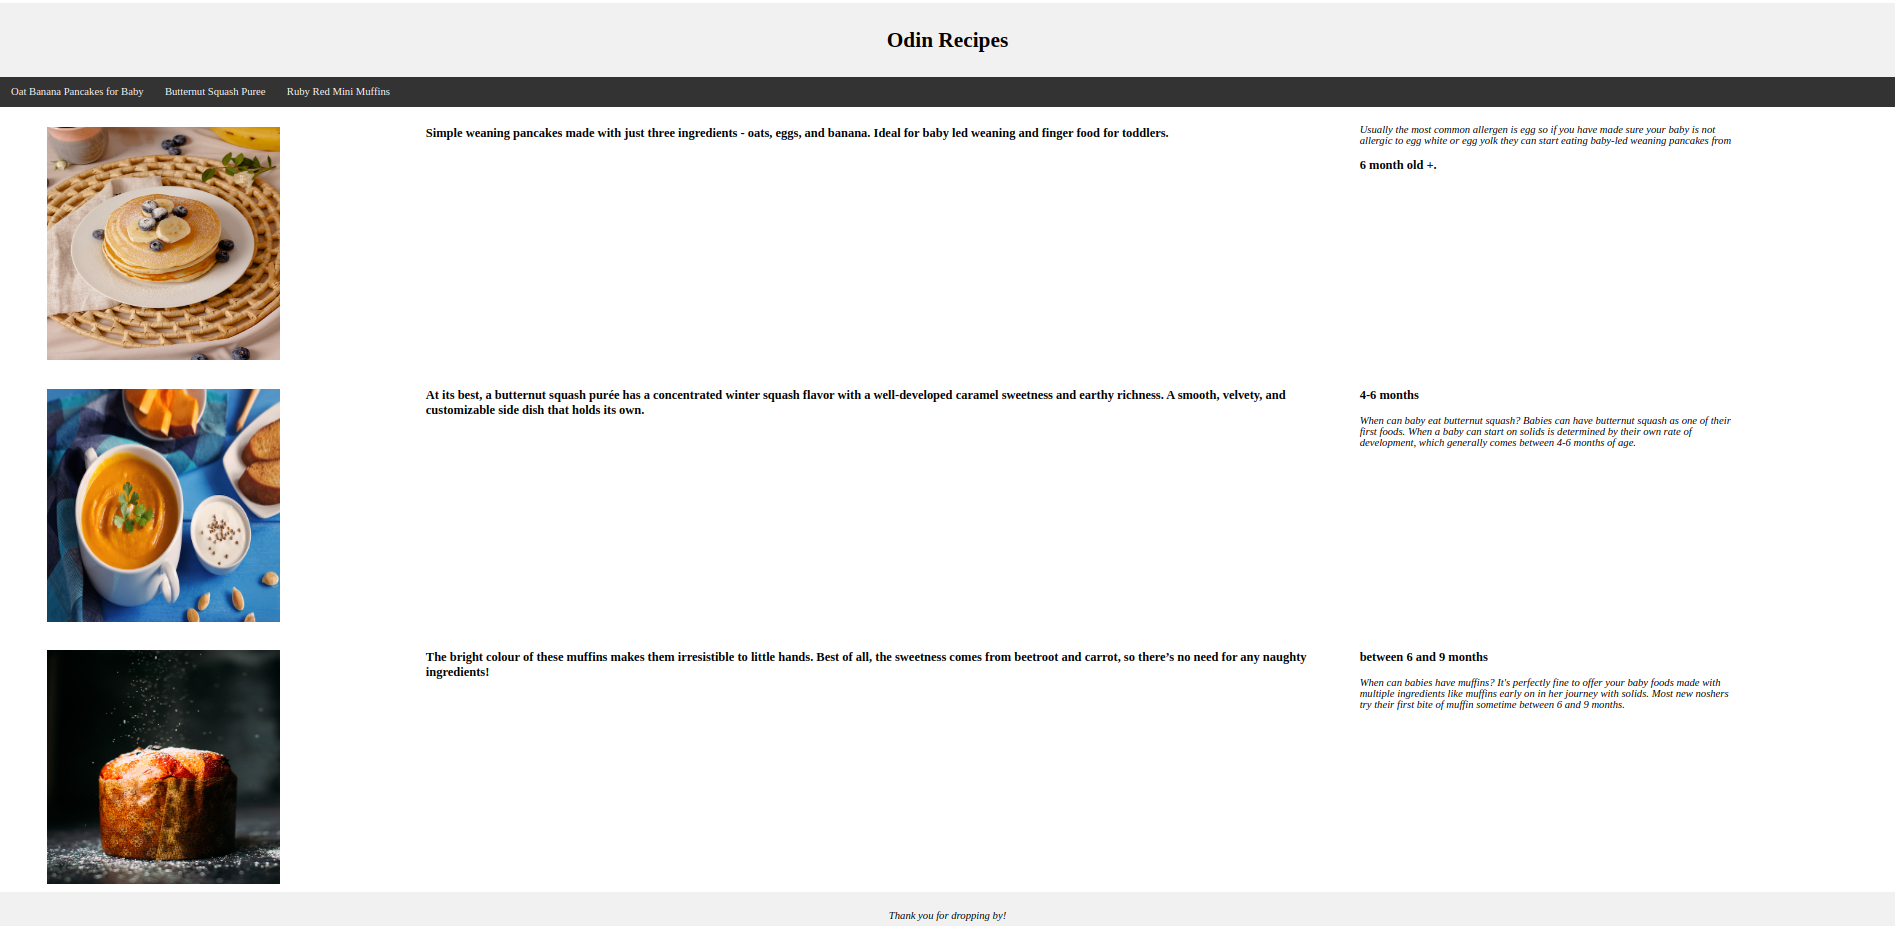 Odin Recipes
Oat Banana Pancakes for Baby
Butternut Squash Puree
Ruby Red Mini Muffins
Simple weaning pancakes made with just three ingredients - oats, eggs, and banana. Ideal for baby led weaning and finger food for toddlers.
Usually the most common allergen is egg so if you have made sure your baby is not
allergic to egg white or egg yolk they can start eating baby-led weaning pancakes from
6 month old +.
At its best, a butternut squash purée has a concentrated winter squash flavor with a well-developed caramel sweetness and earthy richness. A smooth, velvety, and
customizable side dish that holds its own.
4-6 months
When can baby eat butternut squash? Babies can have butternut squash as one of their
first foods. When a baby can start on solids is determined by their own rate of
development, which generally comes between 4-6 months of age.
The bright colour of these muffins makes them irresistible to little hands. Best of all, the sweetness comes from beetroot and carrot, so there’s no need for any naughty
ingredients!
between 6 and 9 months
When can babies have muffins? It's perfectly fine to offer your baby foods made with
multiple ingredients like muffins early on in her journey with solids. Most new noshers
try their first bite of muffin sometime between 6 and 9 months.
Thank you for dropping by!